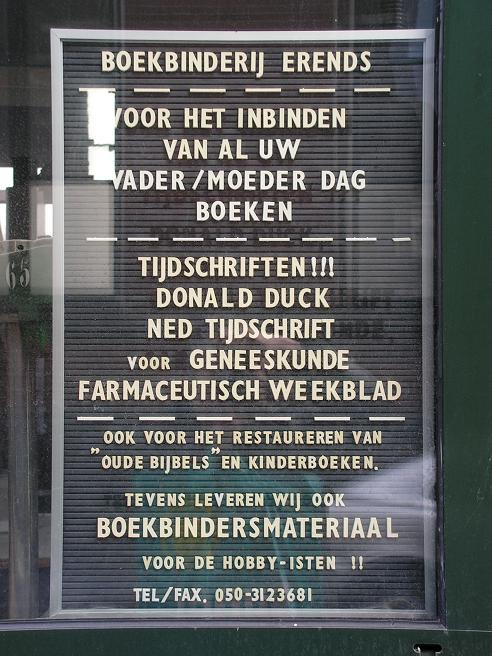 BOEKBINDERIJ ERENDS
VOOR HET INBINDEN
VAN AL UW
VADER/MOEDER DAG
BOEKEN
TIJDSCHRIFTEN!!!
DONALD DUCK
NED TIJDSCHRIFT
VOOR GENEESKUNDE
FARMACEUTISCH WEEKBLAD
OOK VOOR HET RESTAUREREN VAN
"OUDE BIJBELS" EN KINDERBOEKEN.
TEVENS LEVEREN WIJ OOK
BOEKBINDERSMATERIAAL
VOOR DE HOBBY-ISTEN !!
TEL/FAX. 050-3123681
65